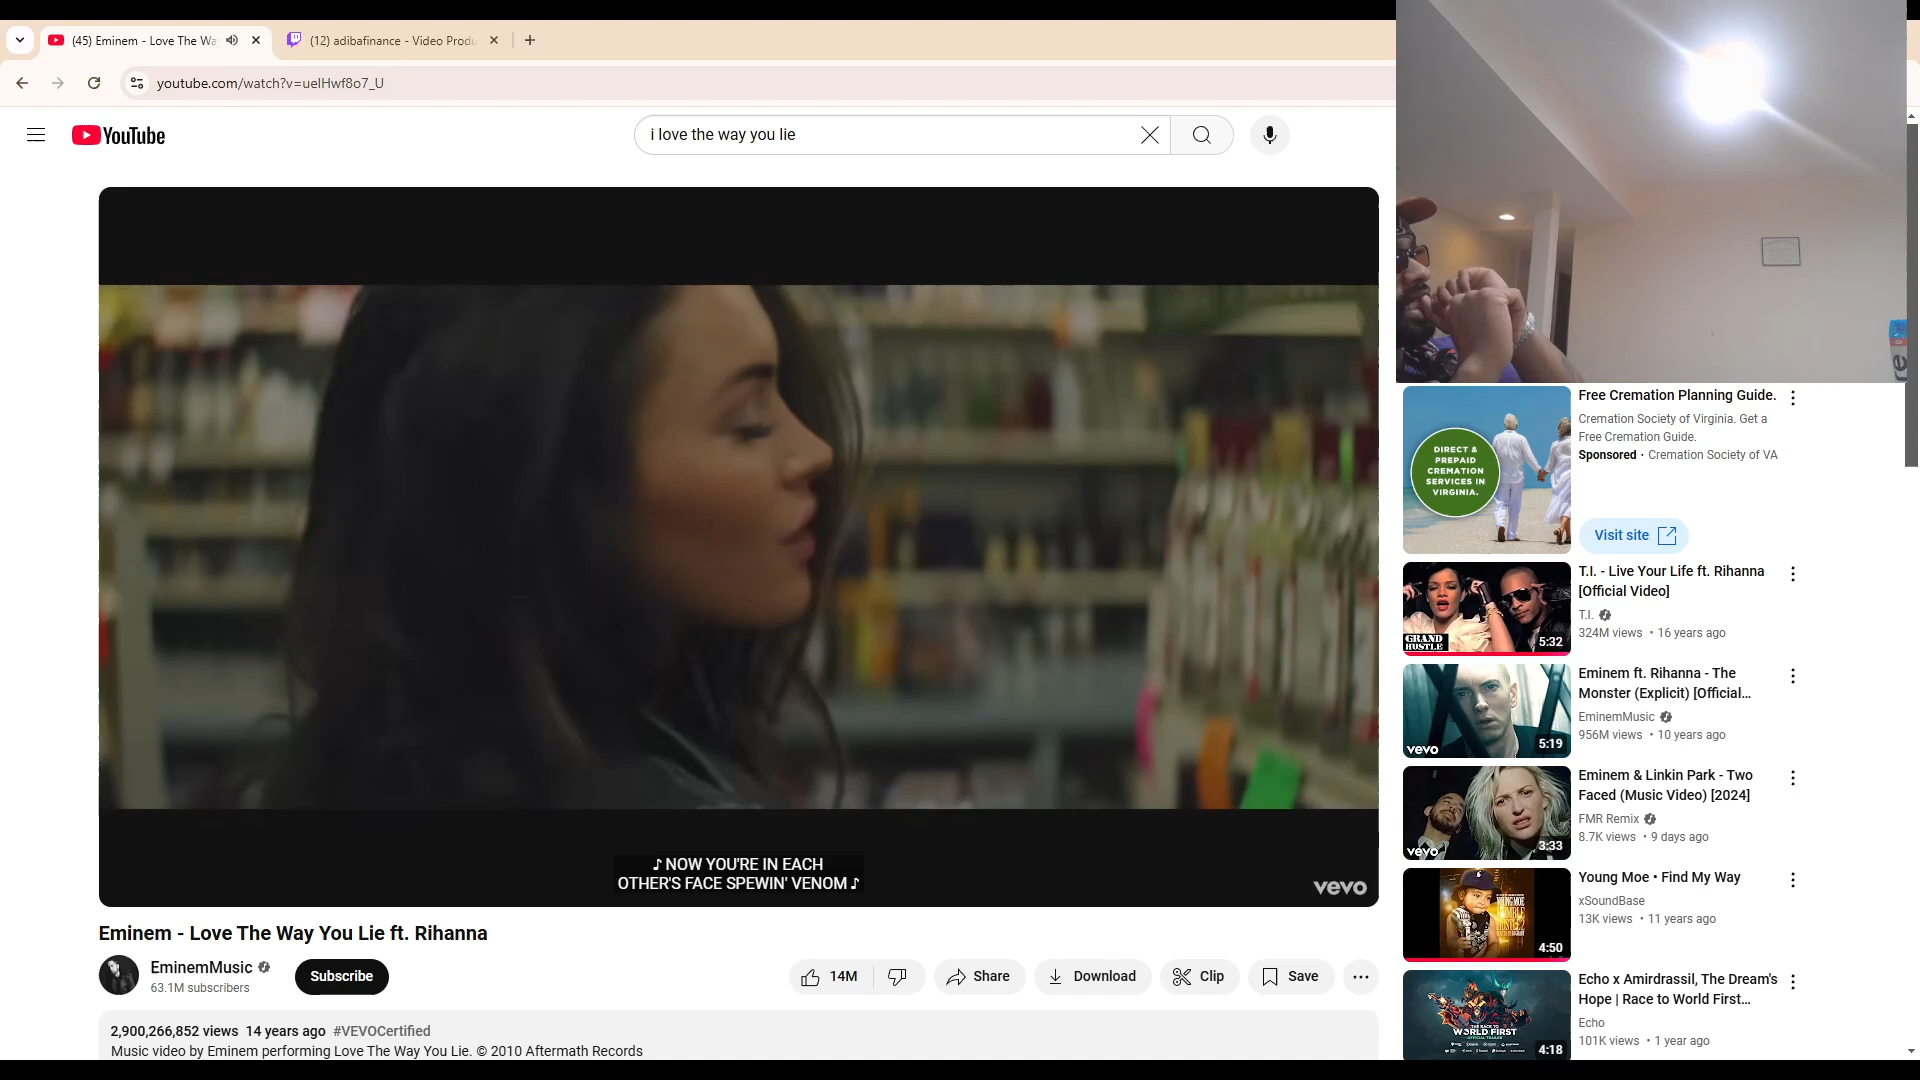 (45) Eminem - Love The Wa
(12) adibafinance - Video Produ
youtube.com/watch?v=uelHwf8o7_U
YouTube
i love the way you lie
♪ NOW YOU'RE IN EACH
OTHER'S FACE SPEWIN' VENOM ♪
vevo
Eminem - Love The Way You Lie ft. Rihanna
EminemMusic
63.1M subscribers
Subscribe
14M
Share
Download
Clip
Save
2,900,266,852 views 14 years ago #VEVOCertified
Music video by Eminem performing Love The Way You Lie. © 2010 Aftermath Records
DIRECT &
PREPAID
CREMATION
SERVICES IN
VIRGINIA.
Free Cremation Planning Guide.
Cremation Society of Virginia. Get a
Free Cremation Guide.
Sponsored · Cremation Society of VA
Visit site
GRAND
HUSTLE
5:32
T.I. - Live Your Life ft. Rihanna
[Official Video]
T.I.
324M views • 16 years ago
vevo
5:19
Eminem ft. Rihanna - The
Monster (Explicit) [Official...
EminemMusic
956M views • 10 years ago
vevo
3:33
Eminem & Linkin Park - Two
Faced (Music Video) [2024]
FMR Remix
8.7K views • 9 days ago
4:50
Young Moe • Find My Way
xSoundBase
13K views • 11 years ago
WORLD FIRST
4:18
Echo x Amirdrassil, The Dream's
Hope | Race to World First...
Echo
101K views • 1 year ago